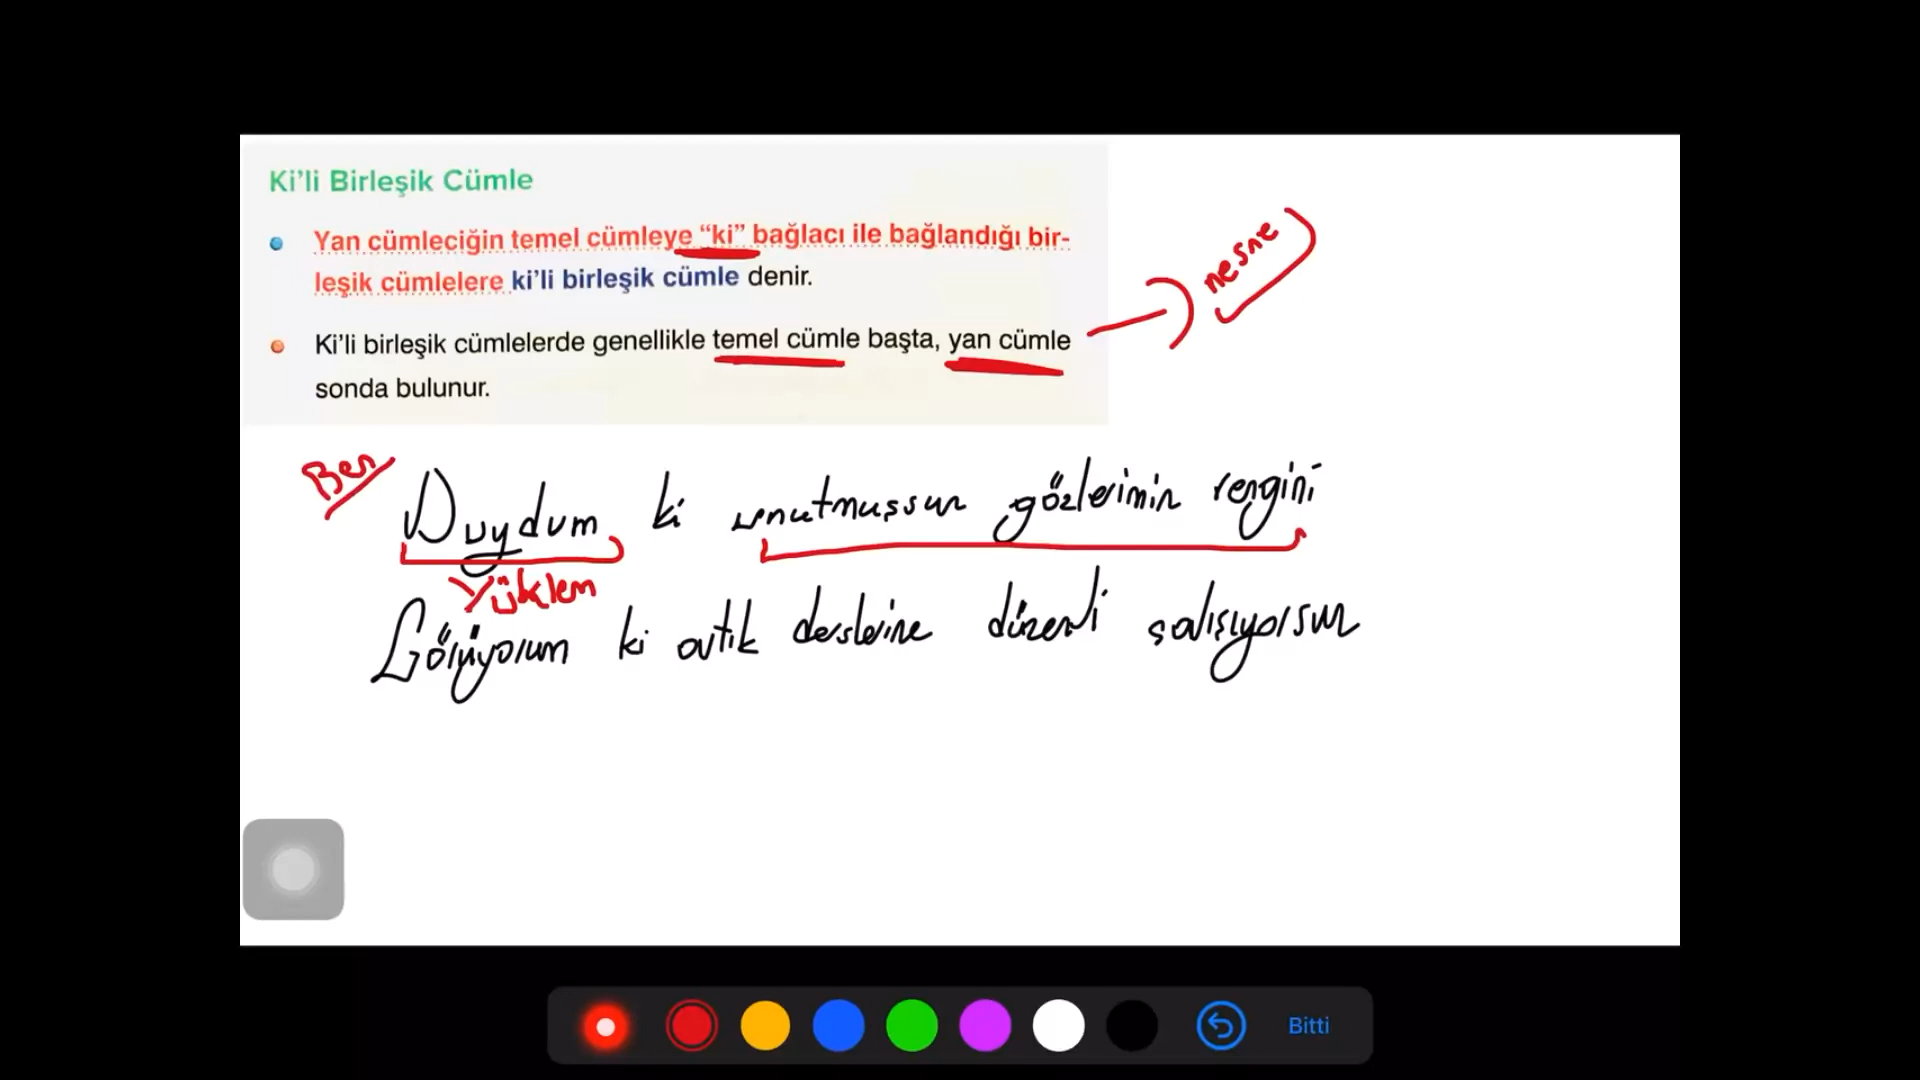 Ki'li Birleşik Cümle
Yan cümleciğin temel cümleye "ki" bağlacı ile bağlandığı bir-
leşik cümlelere ki'li birleşik cümle denir.
nesne
Ki'li birleşik cümlelerde genellikle temel cümle başta, yan cümle
sonda bulunur.
Ben
Duydum ki unutmuşsun gözlerimin rengini
Yüklem
Görüyorum ki artık derslerine düzenli çalışıyorsun
Bitti